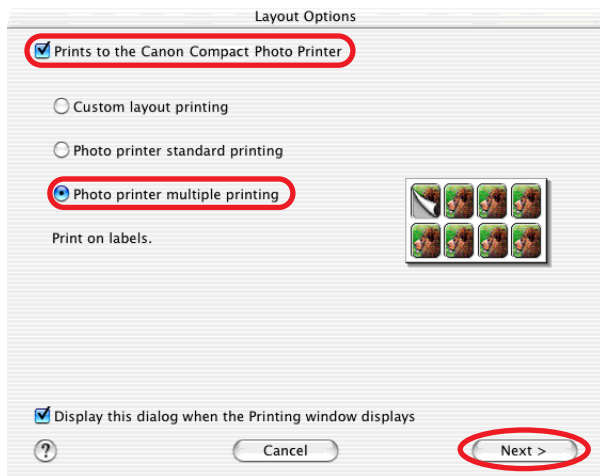 Layout Options
Prints to the Canon Compact Photo Printer
Custom layout printing
Photo printer standard printing
Photo printer multiple printing
Print on labels.
Display this dialog when the Printing window displays
?
Cancel
Next >